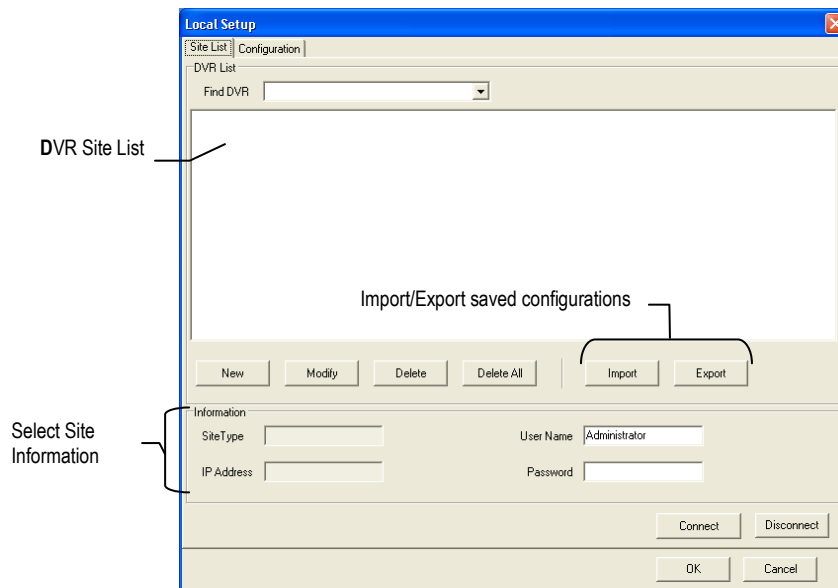 Local Setup
Site List Configuration
DVR List
Find DVR
DVR Site List
Import/Export saved configurations
New Modify Delete Delete All Import Export
Information
Select Site
Information
SiteType User Name Administrator
IP Address Password
Connect Disconnect
OK Cancel